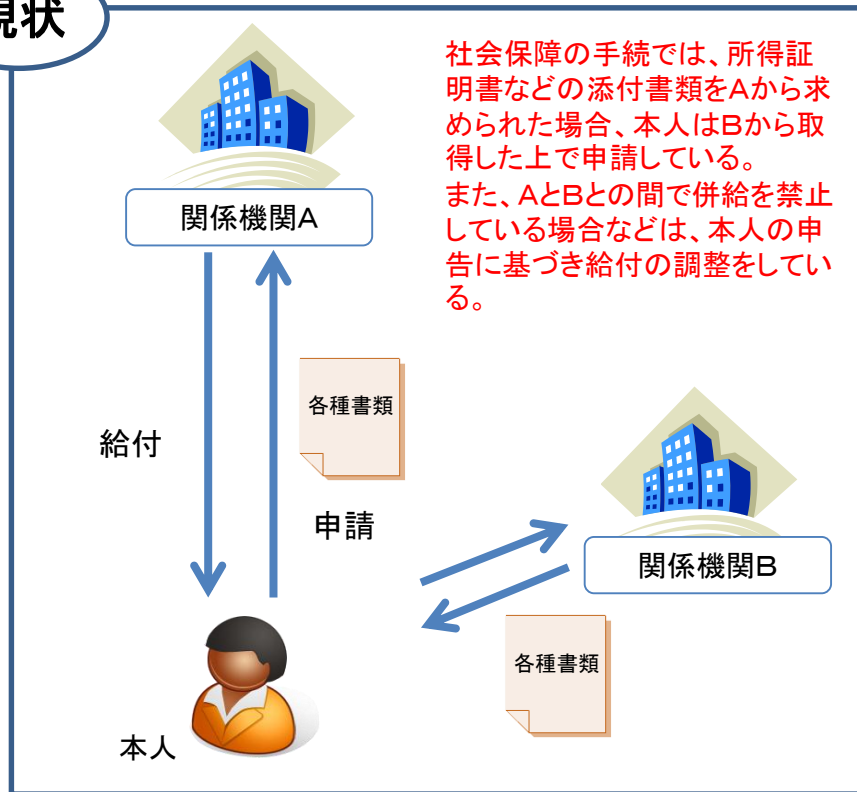 現状
社会保障の手続では、所得証
明書などの添付書類をAから求
められた場合、本人はBから取
得した上で申請している。
また、AとBとの間で併給を禁止
している場合などは、本人の申
告に基づき給付の調整をしてい
る。
関係機関A
各種書類
給付
申請
関係機関B
各種書類
本人